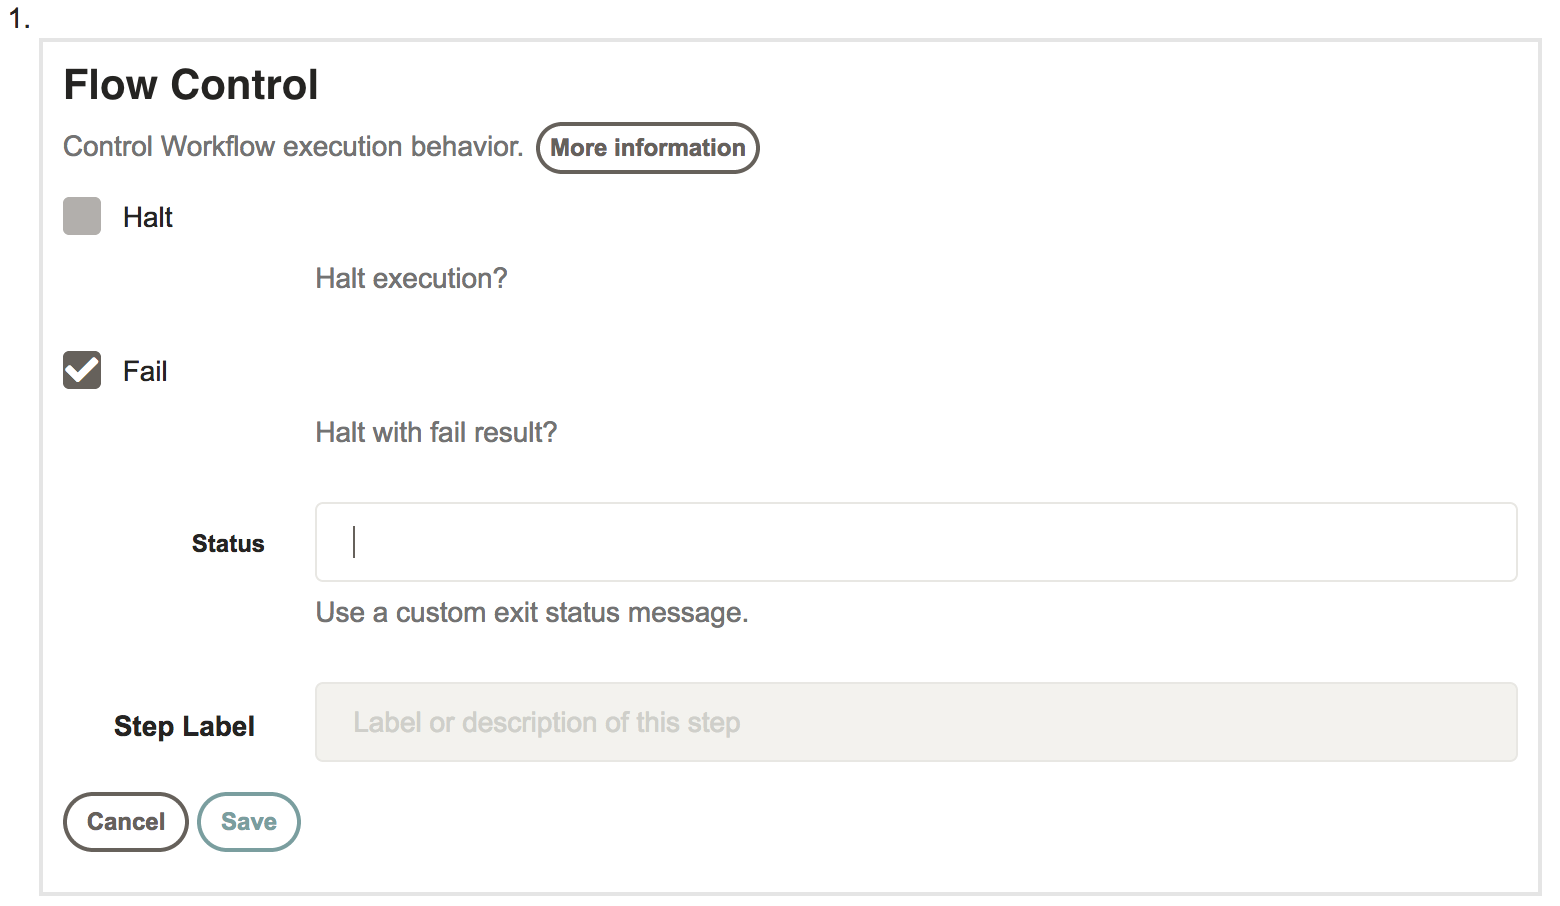 1.
Flow Control
Control Workflow execution behavior. More information
Halt
Halt execution?
Fail
Halt with fail result?
Status
Use a custom exit status message.
Step Label Label or description of this step
Cancel Save